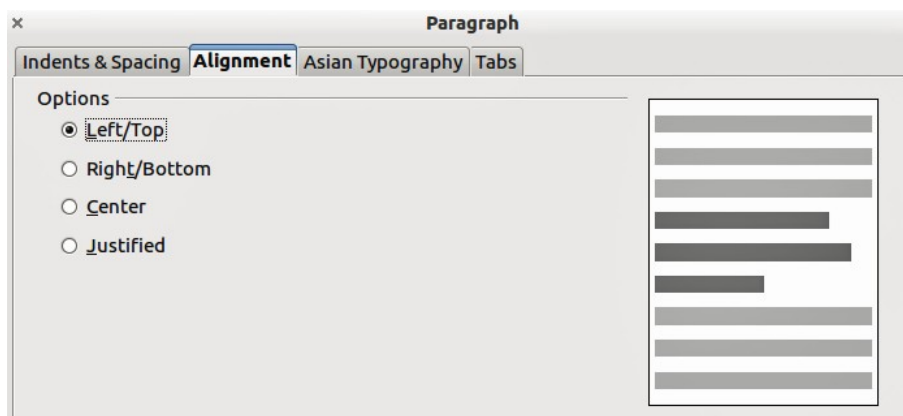 Paragraph
Indents & Spacing Alignment Asian Typography Tabs
Options
Left/Top
Right/Bottom
Center
Justified